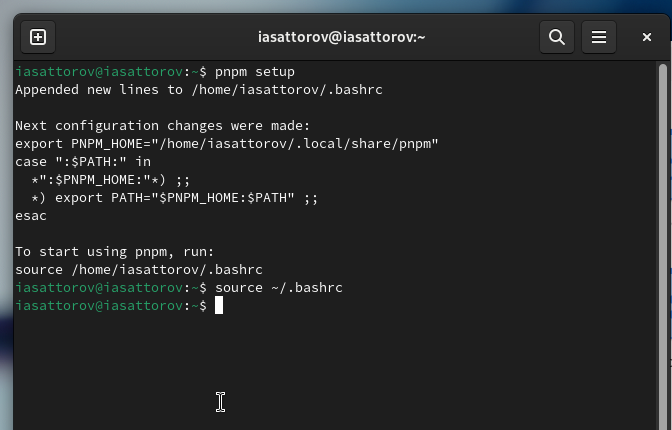 iasattorov@iasattorov:~
iasattorov@iasattorov:~$ pnpm setup
Appended new lines to /home/iasattorov/.bashrc
Next configuration changes were made:
export PNPM_HOME="/home/iasattorov/.local/share/pnpm"
case ":$PATH:" in
  *":$PNPM_HOME:"*) ;;
  *) export PATH="$PNPM_HOME:$PATH" ;;
esac
To start using pnpm, run:
source /home/iasattorov/.bashrc
iasattorov@iasattorov:~$ source ~/.bashrc
iasattorov@iasattorov:~$